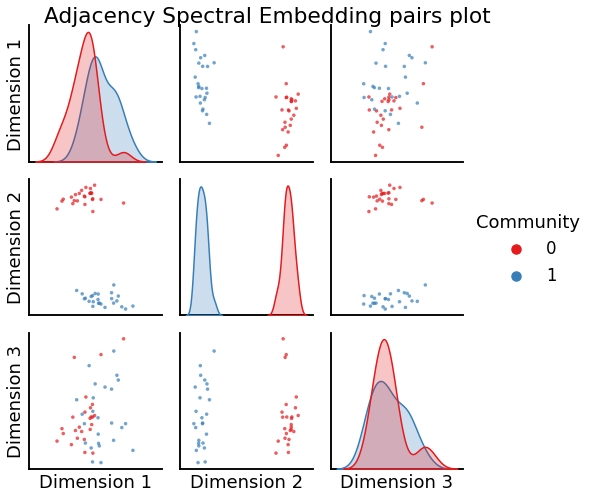 Adjacency Spectral Embedding pairs plot
Dimension 1
Dimension 2
Dimension 3
Community
0
1
Dimension 1
Dimension 2
Dimension 3